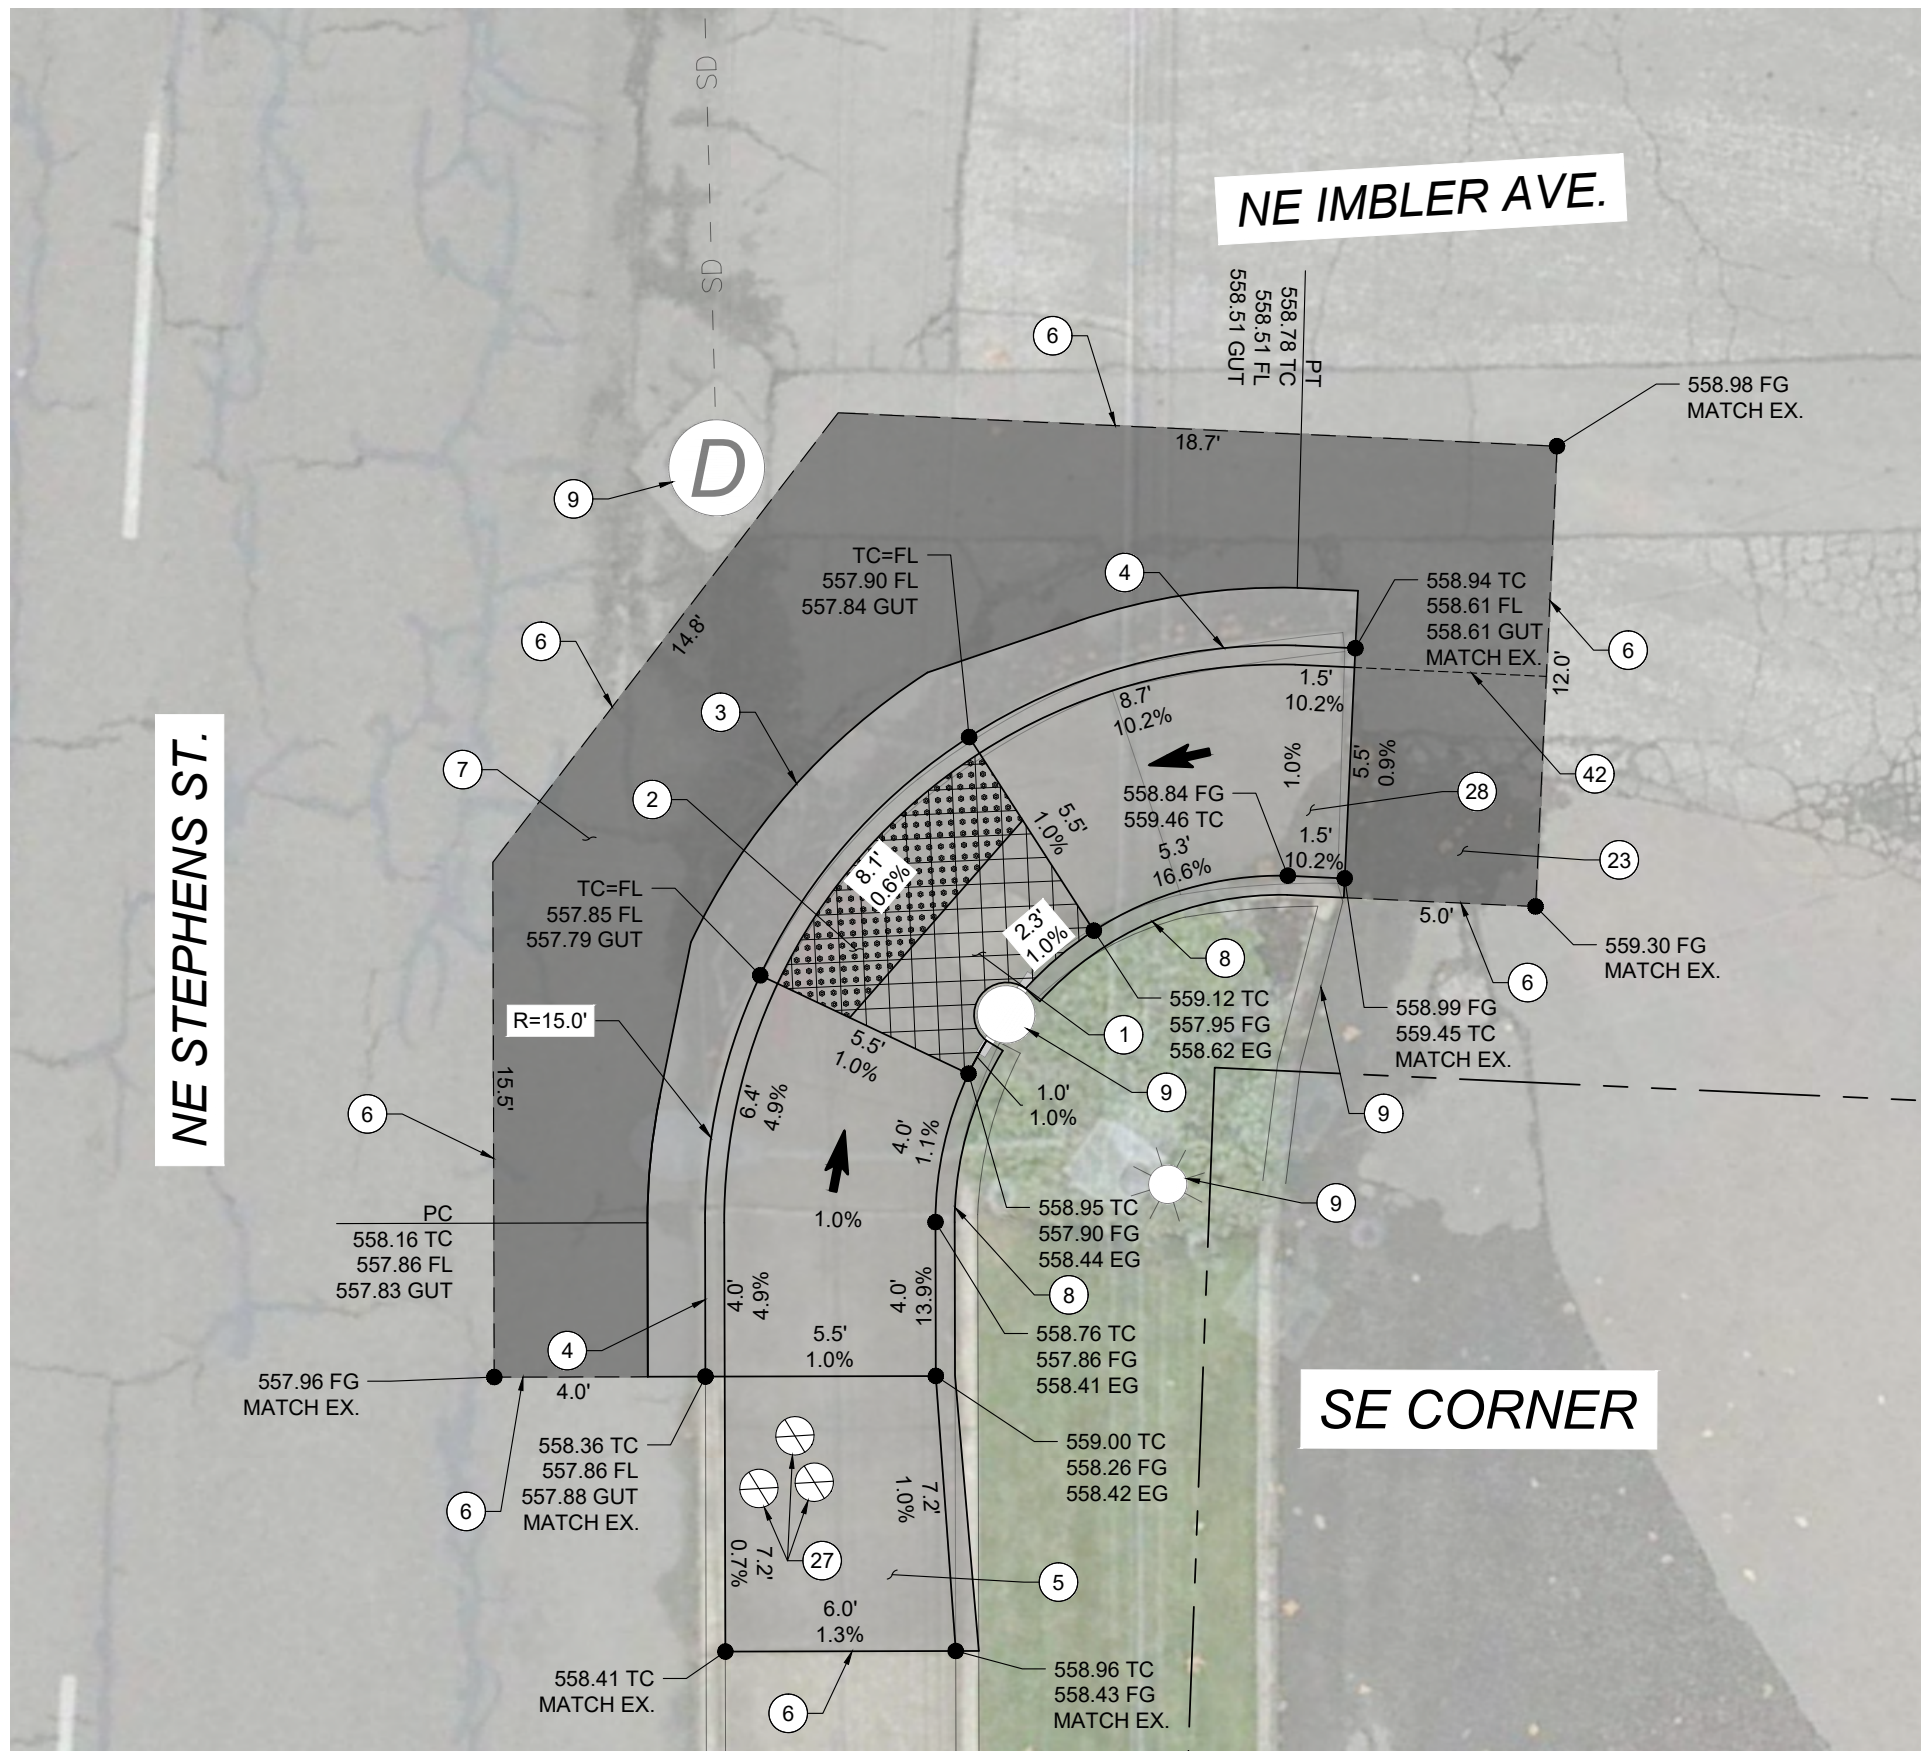 SD
SD
NE IMBLER AVE.
PT
558.78 TC
558.51 FL
558.51 GUT
6
558.98 FG
MATCH EX.
18.7'
D
9
TC=FL
557.90 FL
557.84 GUT
4
558.94 TC
558.61 FL
558.61 GUT
MATCH EX.
6
12.0'
6
14.8'
3
1.5'
10.2%
8.7'
10.2%
NE STEPHENS ST.
7
2
1.0%
5.5'
0.9%
42
28
558.84 FG
559.46 TC
5.5'
1.0%
5.3'
16.6%
1.5'
10.2%
23
8.1'
0.6%
TC=FL
557.85 FL
557.79 GUT
2.3'
1.0%
5.0'
559.30 FG
MATCH EX.
8
6
R=15.0'
559.12 TC
557.95 FG
558.62 EG
1
558.99 FG
559.45 TC
MATCH EX.
5.5'
1.0%
15.5'
6
6.4'
4.9%
4.0'
1.1%
1.0'
1.0%
9
9
1.0%
9
558.95 TC
557.90 FG
558.44 EG
PC
558.16 TC
557.86 FL
557.83 GUT
4.0'
4.9%
4.0'
13.9%
8
558.76 TC
557.86 FG
558.41 EG
4
5.5'
1.0%
557.96 FG
MATCH EX.
4.0'
SE CORNER
558.36 TC
557.86 FL
557.88 GUT
MATCH EX.
6
559.00 TC
558.26 FG
558.42 EG
7.2'
1.0%
7.2'
0.7%
27
5
6.0'
1.3%
558.41 TC
MATCH EX.
6
558.96 TC
558.43 FG
MATCH EX.